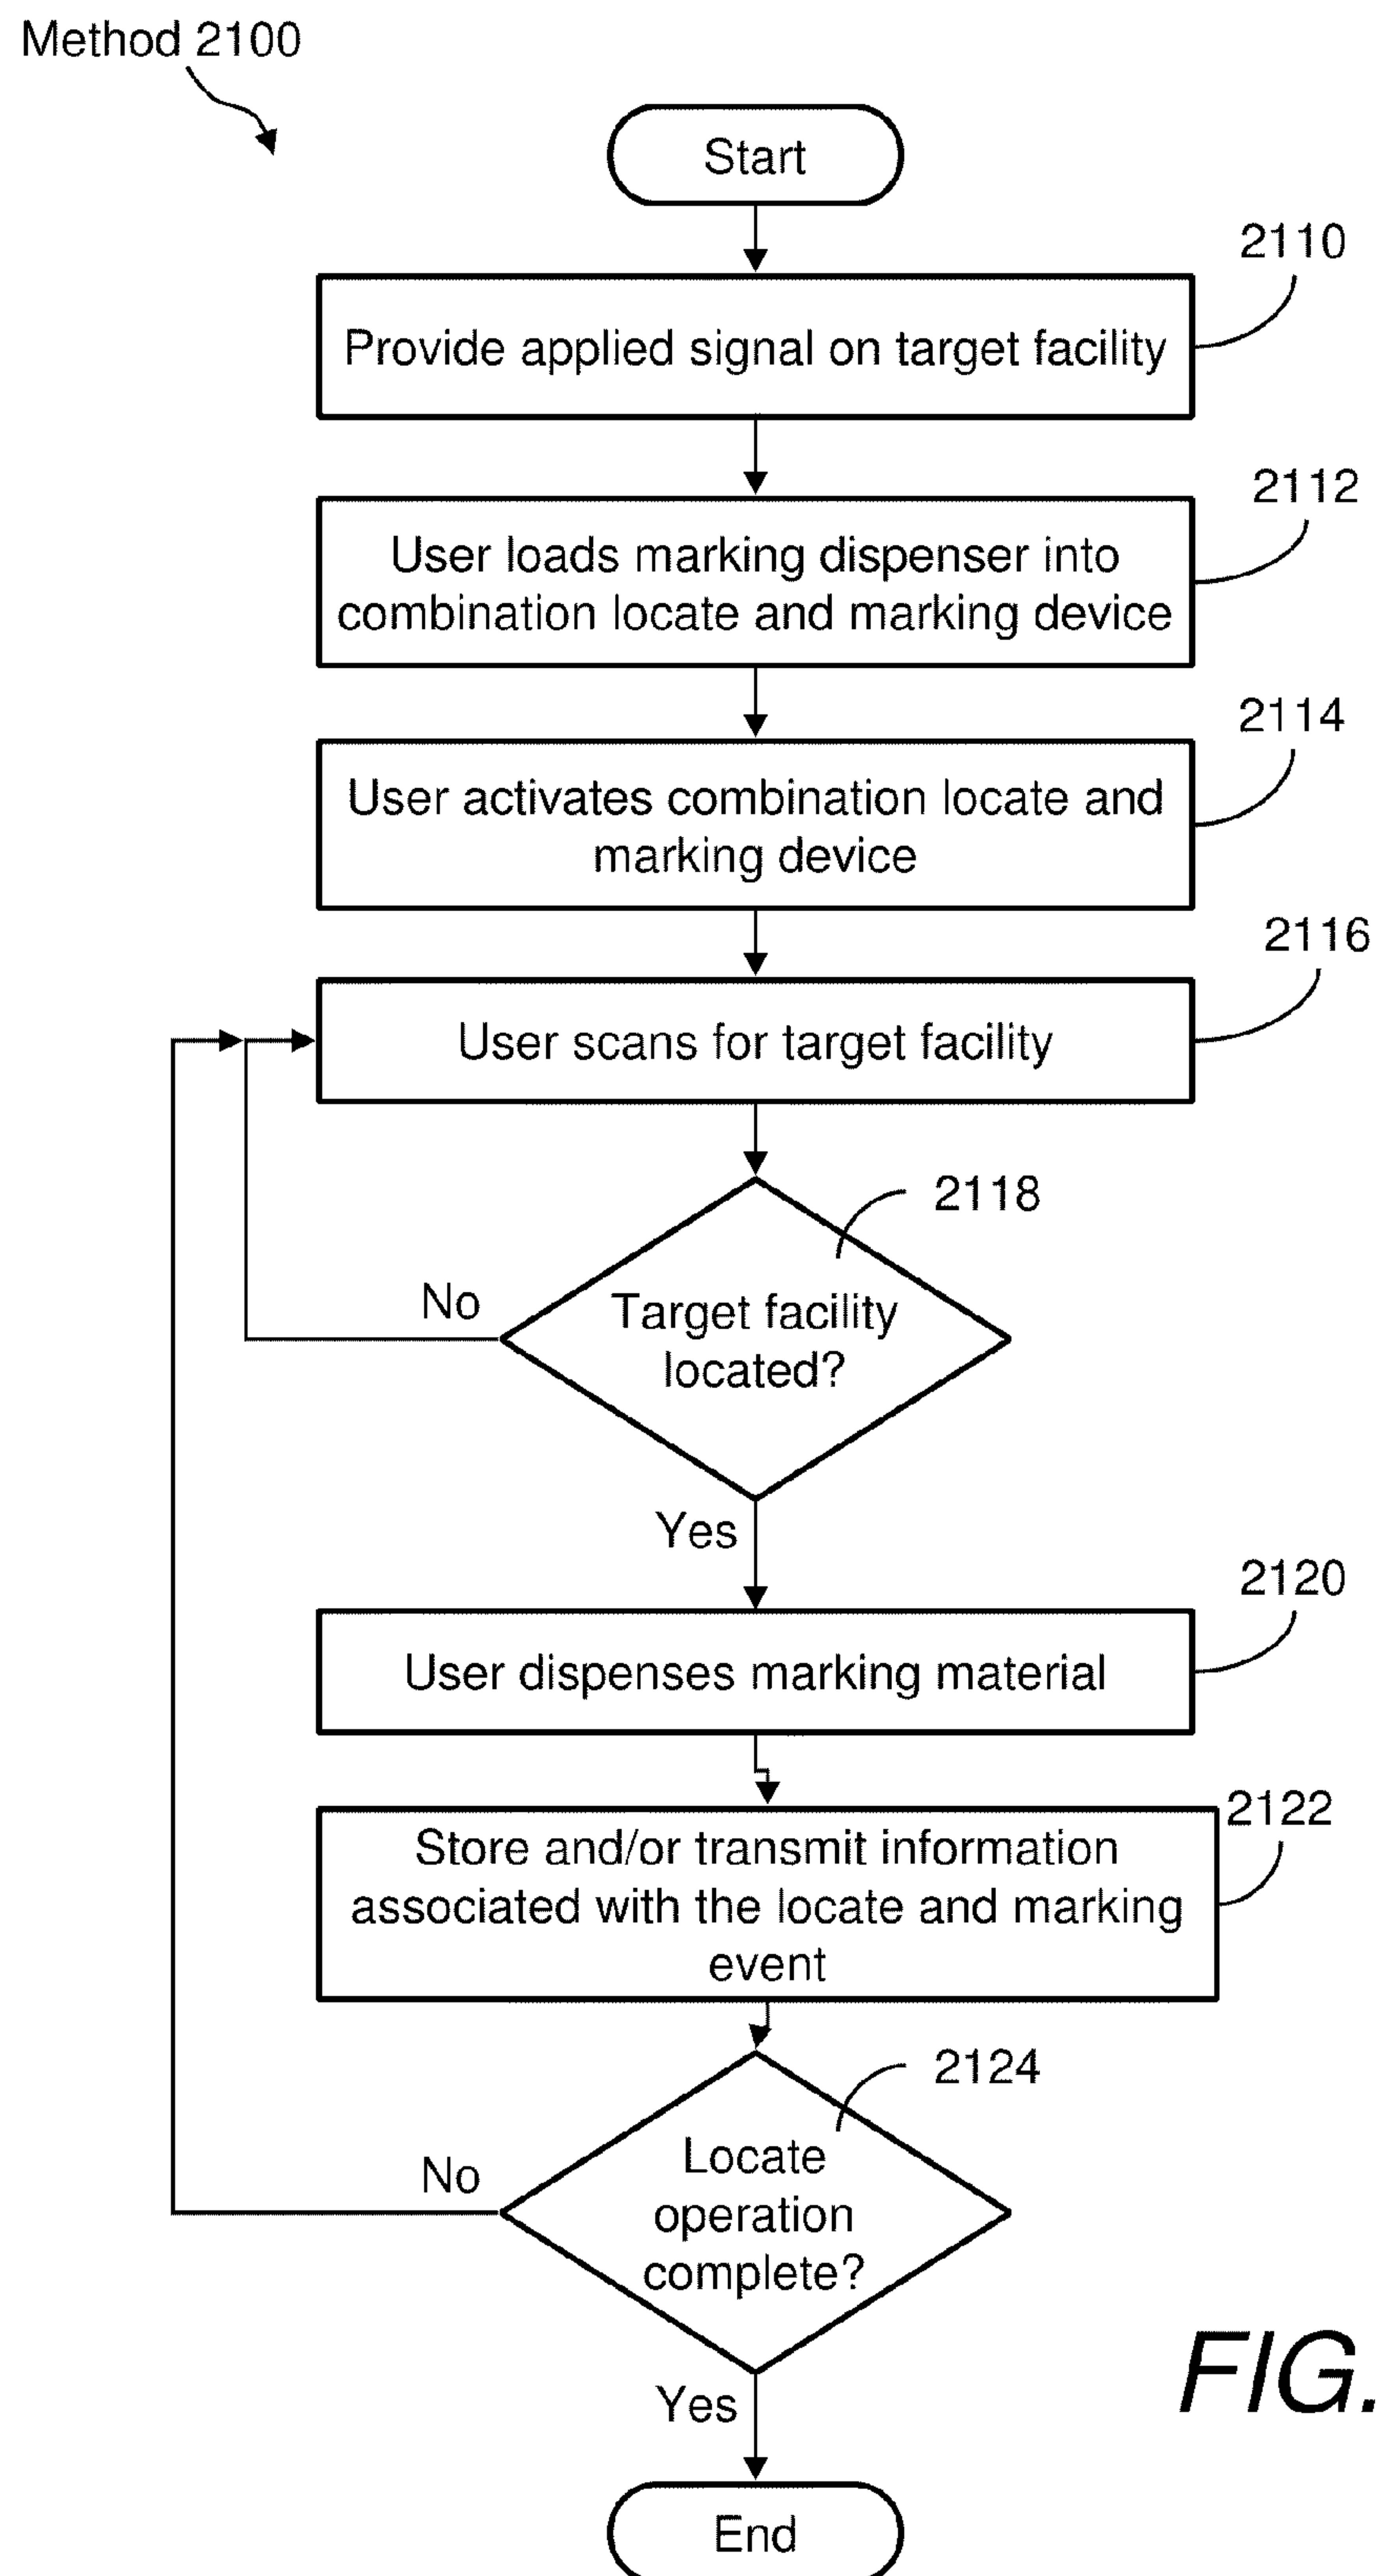 Method 2100
Start
2110
Provide applied signal on target facility
2112
User loads marking dispenser into
combination locate and marking device
2114
User activates combination locate and
marking device
2116
User scans for target facility
2118
No
Target facility
located?
Yes
2120
User dispenses marking material
2122
Store and/or transmit information
associated with the locate and marking
event
2124
No
Locate
operation
complete?
FIG.
Yes
End